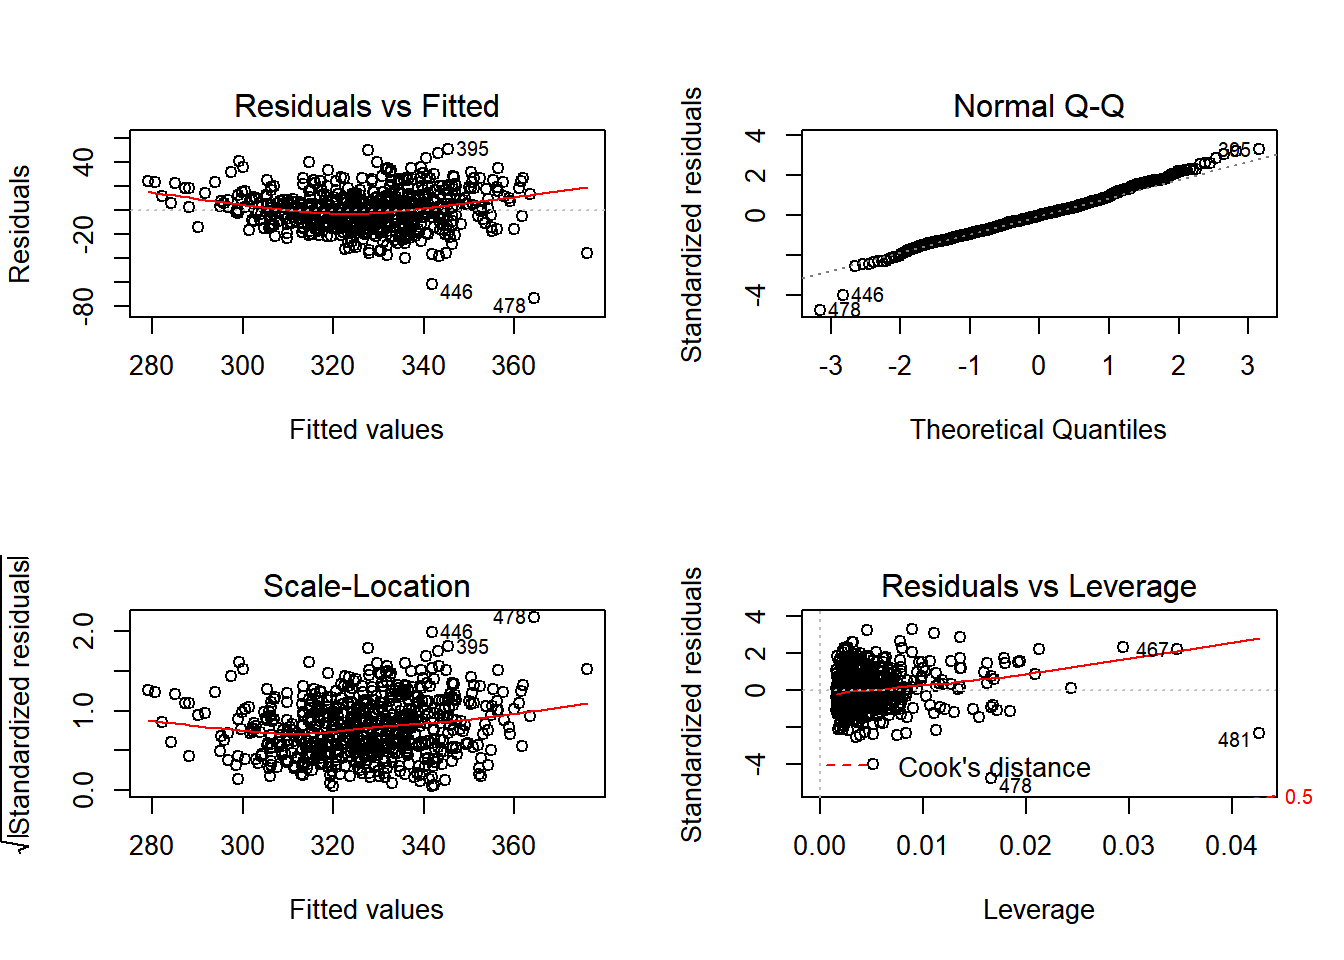 Residuals vs Fitted
Residuals
40
-20
-80
395
446
478
280 300 320 340 360
Fitted values
Normal Q-Q
Standardized residuals
4
2
0
-4
395
446
478
-3 -2 -1 0 1 2 3
Theoretical Quantiles
Scale-Location
√|Standardized residuals|
2.0
1.0
0.0
478
446
395
280 300 320 340 360
Fitted values
Residuals vs Leverage
Standardized residuals
4
2
0
-4
467
481
Cook's distance
478
0.5
0.00 0.01 0.02 0.03 0.04
Leverage